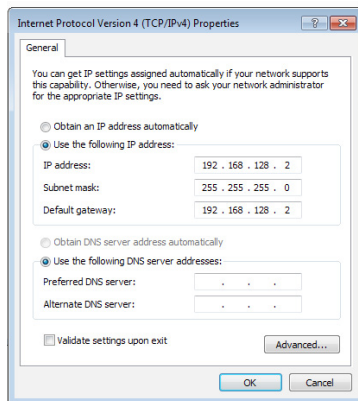 Internet Protocol Version 4 (TCP/IPv4) Properties
General
You can get IP settings assigned automatically if your network supports
this capability. Otherwise, you need to ask your network administrator
for the appropriate IP settings.
Obtain an IP address automatically
Use the following IP address:
IP address: 192 . 168 . 128 . 2
Subnet mask: 255 . 255 . 255 . 0
Default gateway: 192 . 168 . 128 . 2
Obtain DNS server address automatically
Use the following DNS server addresses:
Preferred DNS server: . . .
Alternate DNS server: . . .
Validate settings upon exit
Advanced...
OK Cancel